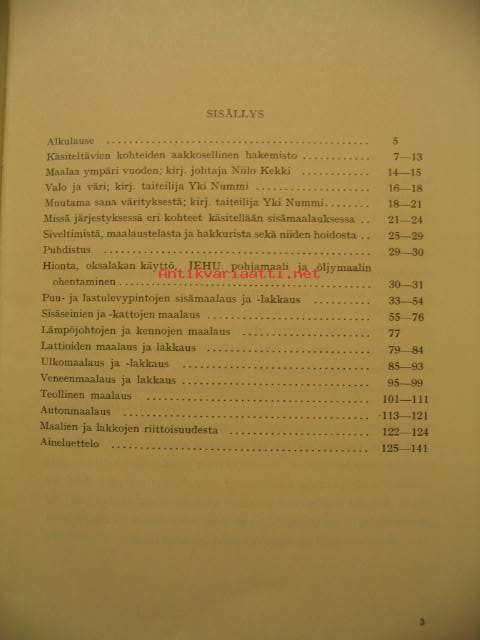 SISÄLLYS
Alkulause 5
Käsiteltävien kohteiden aakkosellinen hakemisto 7—13
Maalaa ympäri vuoden; kirj. johtaja Niilo Kekki 14—15
Valo ja väri; kirj. taiteilija Yki Nummi 16—18
Muutama sana värityksestä; kirj. taiteilija Yki Nummi 18—21
Missä järjestyksessä eri kohteet käsitellään sisämaalauksessa 21—24
Siveltimistä, maalaustelasta ja hakkurista sekä niiden hoidosta 25—29
Puhdistus 29—30
Hionta, oksalakan käyttö, JEHU pohjamaali ja öljymaalin
ohentaminen 30—31
Antikvariaatti.net
Puu- ja lastulevypintojen sisämaalaus ja -lakkaus 33—54
Sisäseinien ja -kattojen maalaus 55—76
Lämpöjohtojen ja kennojen maalaus 77
Lattioiden maalaus ja lakkaus 79—84
Ulkomaalaus ja -lakkaus 85—93
Veneenmaalaus ja lakkaus 95—99
Teollinen maalaus 101—111
Autonmaalaus 113—121
Maalien ja lakkojen riittoisuudesta 122—124
Aineluettelo 125—141
3